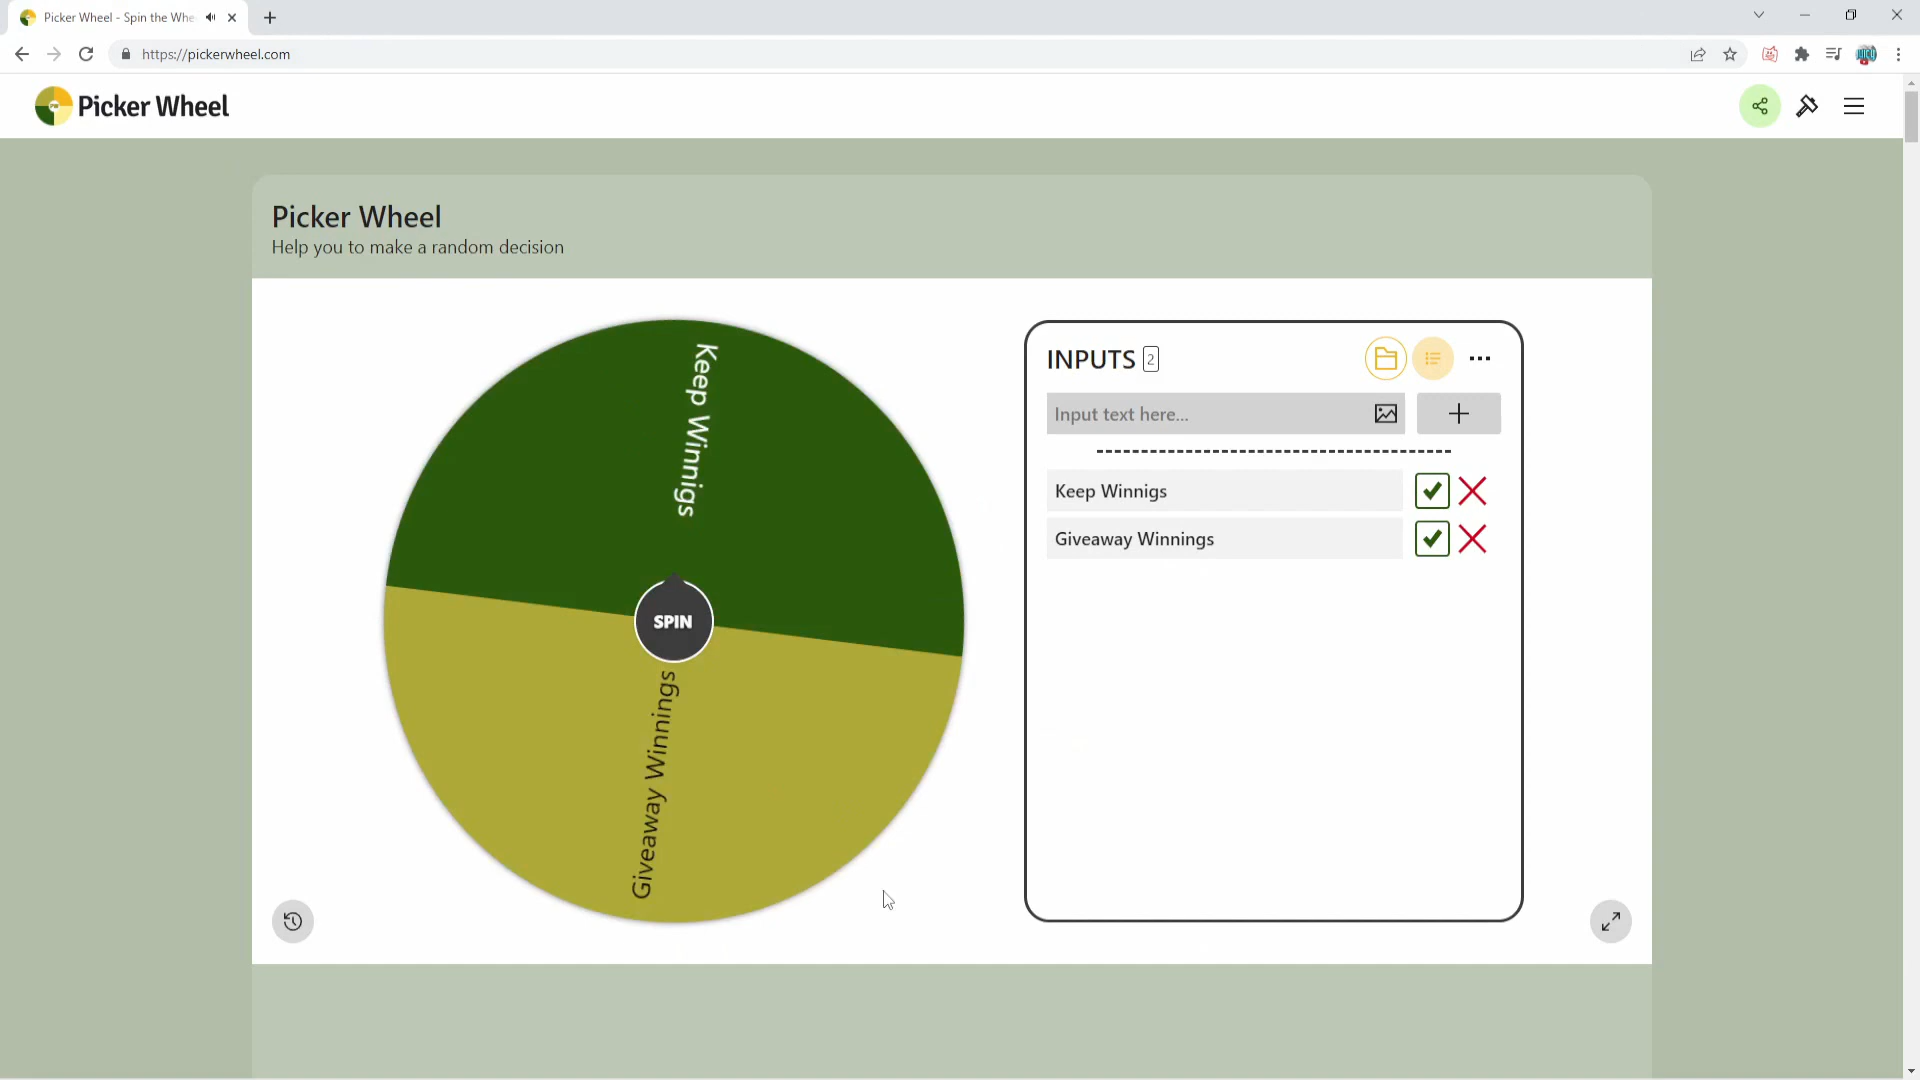 Picker Wheel - Spin the Whe
https://pickerwheel.com
Picker Wheel
Picker Wheel
Help you to make a random decision
Keep Winnigs
SPIN
Giveaway Winnings
INPUTS 2
Input text here...
Keep Winnigs
Giveaway Winnings